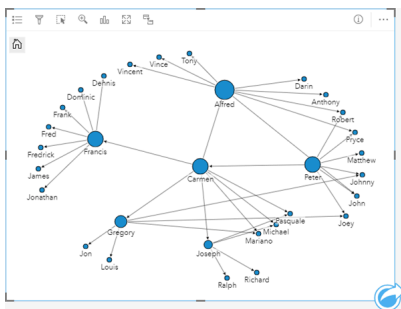 Tony
Vince
Vincent
Dennis
Darin
Alfred
Dominic
Anthony
Frank
Robert
Fred
Pryce
Francis
Fredrick
Matthew
James
Carmen
Peter
Johnny
Jonathan
John
Pasquale
Joey
Gregory
Michael
Mariano
Jon
Joseph
Louis
Richard
Ralph